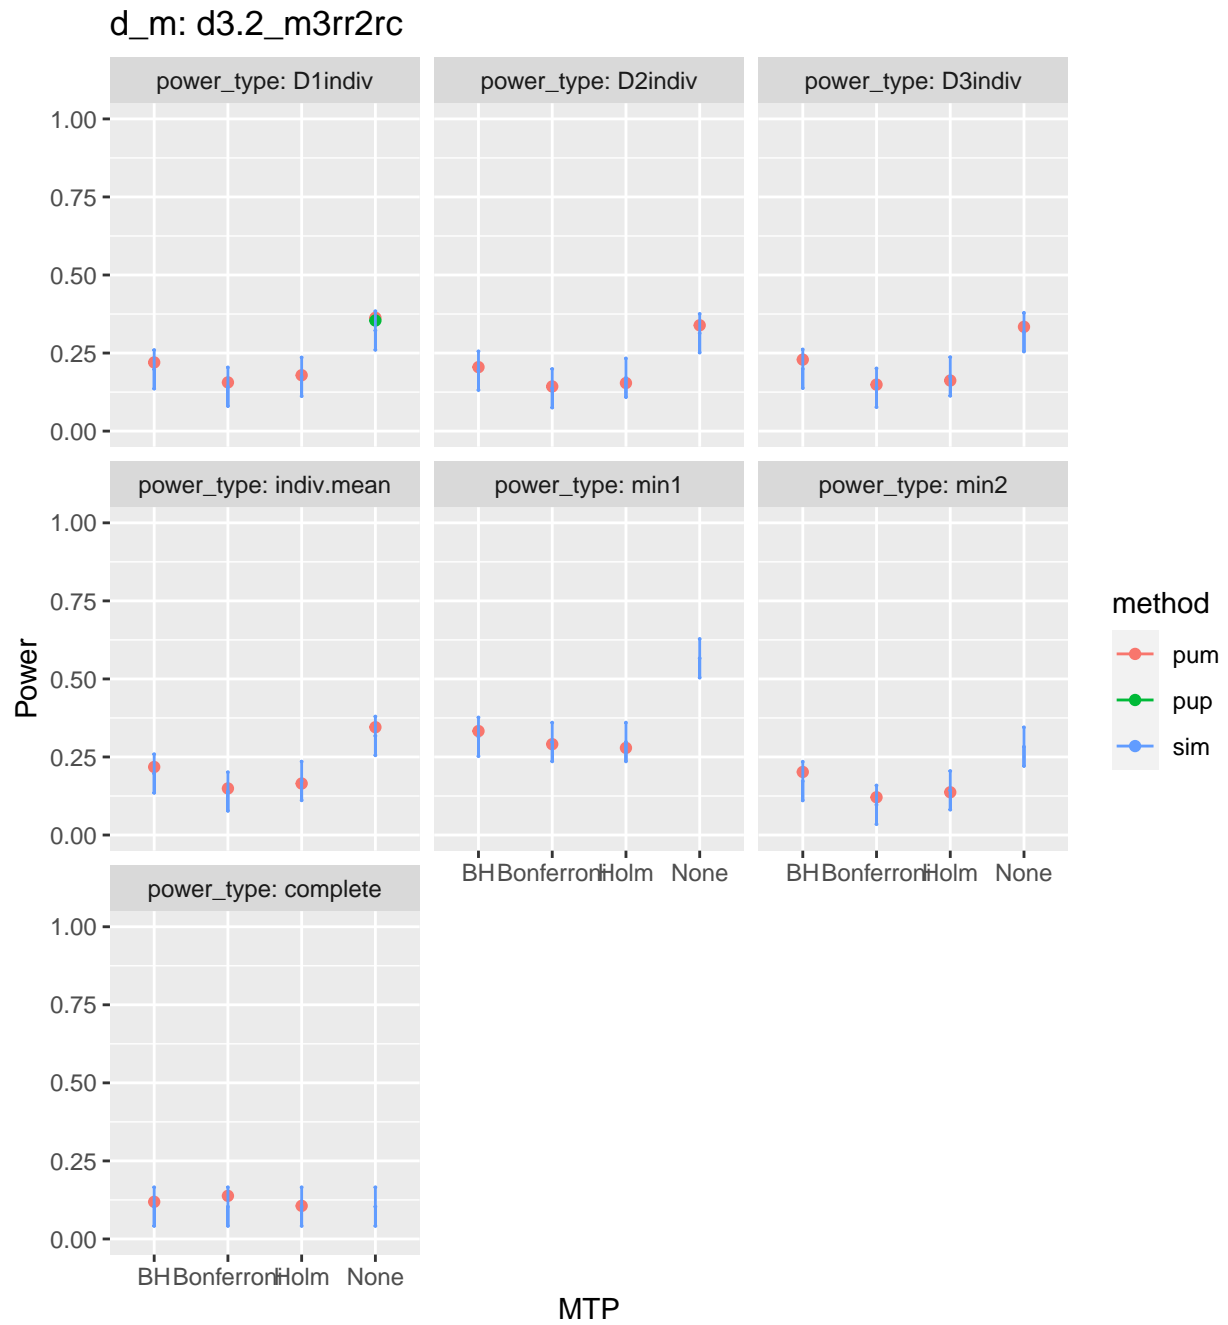 d_m: d3.2_m3rr2rc
power_type: D1indiv
power_type: D2indiv
power_type: D3indiv
1.00
0.75
0.50
0.25
0.00
power_type: indiv.mean
power_type: min1
power_type: min2
1.00
0.75
0.50
0.25
0.00
BH Bonferroni Holm None
BH Bonferroni Holm None
power_type: complete
1.00
0.75
0.50
0.25
0.00
BH Bonferroni Holm None
MTP
Power
method
pum
pup
sim